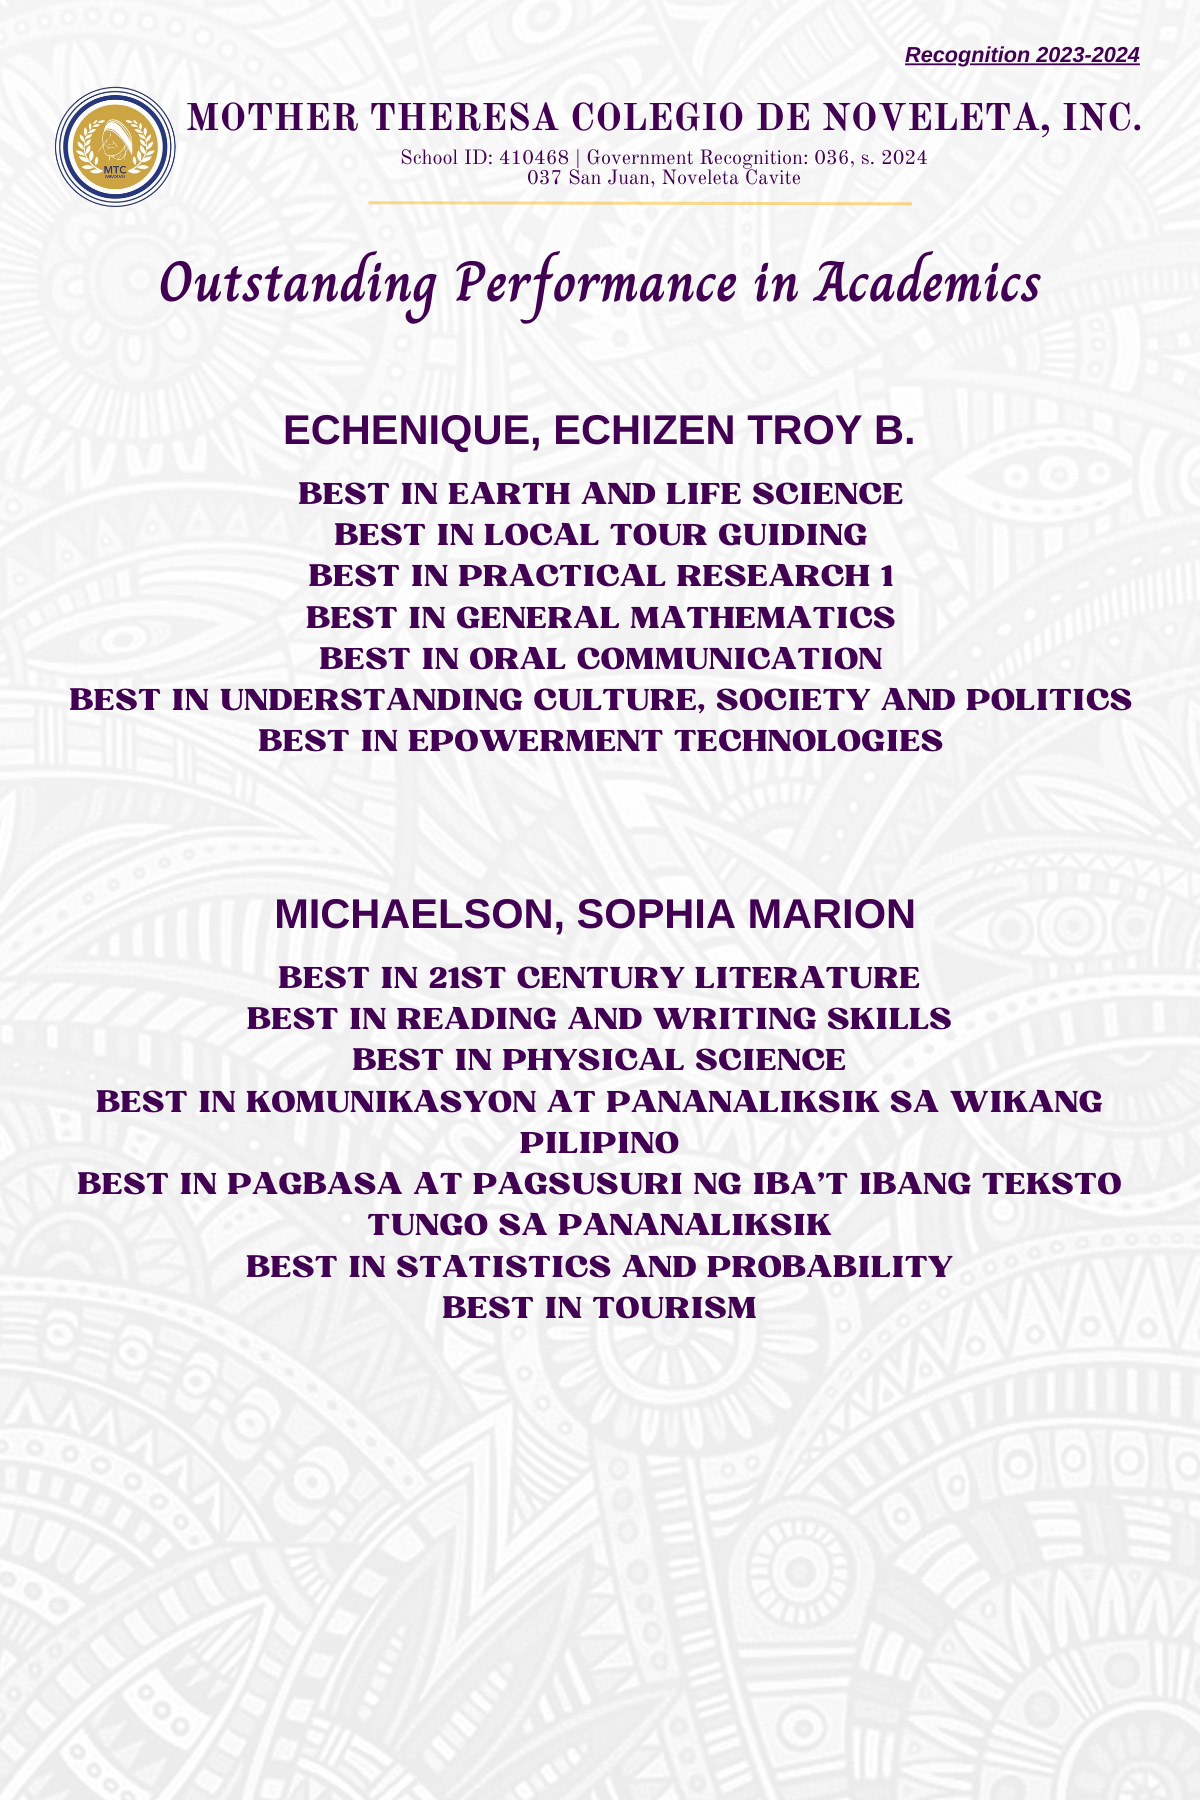 Recognition 2023-2024
MOTHER THERESA COLEGIO DE NOVELETA, INC.
School ID: 410468 | Government Recognition: 036, s. 2024
037 San Juan, Noveleta Cavite
MTC
MMXVII
Outstanding Performance in Academics
ECHENIQUE, ECHIZEN TROY B.
BEST IN EARTH AND LIFE SCIENCE
BEST IN LOCAL TOUR GUIDING
BEST IN PRACTICAL RESEARCH 1
BEST IN GENERAL MATHEMATICS
BEST IN ORAL COMMUNICATION
BEST IN UNDERSTANDING CULTURE, SOCIETY AND POLITICS
BEST IN EPOWERMENT TECHNOLOGIES
MICHAELSON, SOPHIA MARION
BEST IN 21ST CENTURY LITERATURE
BEST IN READING AND WRITING SKILLS
BEST IN PHYSICAL SCIENCE
BEST IN KOMUNIKASYON AT PANANALIKSIK SA WIKANG
PILIPINO
BEST IN PAGBASA AT PAGSUSURI NG IBA’T IBANG TEKSTO
TUNGO SA PANANALIKSIK
BEST IN STATISTICS AND PROBABILITY
BEST IN TOURISM